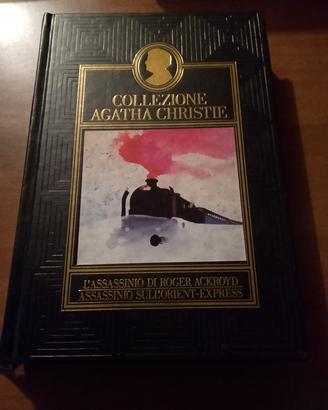 COLLEZIONE
AGATHA CHRISTIE
L'ASSASSINIO DI ROGER ACKROYD
ASSASSINIO SULL'ORIENT-EXPRESS